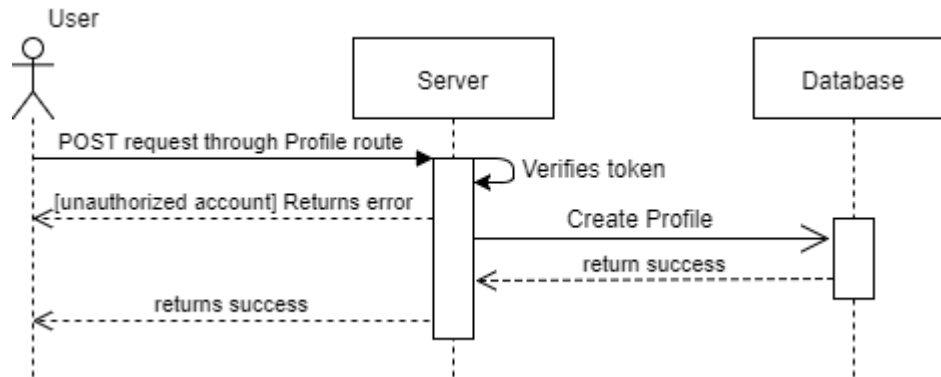 User
Server
Database
POST request through Profile route
Verifies token
[unauthorized account] Returns error
Create Profile
return success
returns success